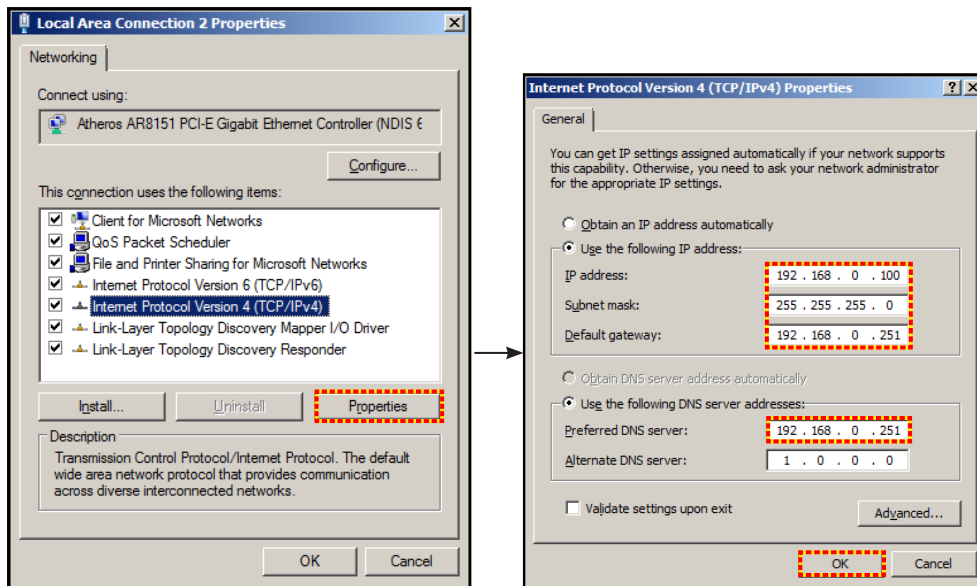 Local Area Connection 2 Properties
Networking
Connect using:
Atheros AR8151 PCI-E Gigabit Ethernet Controller (NDIS 6
Configure...
This connection uses the following items:
Client for Microsoft Networks
QoS Packet Scheduler
File and Printer Sharing for Microsoft Networks
Internet Protocol Version 6 (TCP/IPv6)
Internet Protocol Version 4 (TCP/IPv4)
Link-Layer Topology Discovery Mapper I/O Driver
Link-Layer Topology Discovery Responder
Install...
Uninstall
Properties
Description
Transmission Control Protocol/Internet Protocol. The default
wide area network protocol that provides communication
across diverse interconnected networks.
OK
Cancel
Internet Protocol Version 4 (TCP/IPv4) Properties
General
You can get IP settings assigned automatically if your network supports
this capability. Otherwise, you need to ask your network administrator
for the appropriate IP settings.
Obtain an IP address automatically
Use the following IP address:
IP address: 192 . 168 . 0 . 100
Subnet mask: 255 . 255 . 255 . 0
Default gateway: 192 . 168 . 0 . 251
Obtain DNS server address automatically
Use the following DNS server addresses:
Preferred DNS server: 192 . 168 . 0 . 251
Alternate DNS server: 1 . 0 . 0 . 0
Validate settings upon exit
Advanced...
OK
Cancel